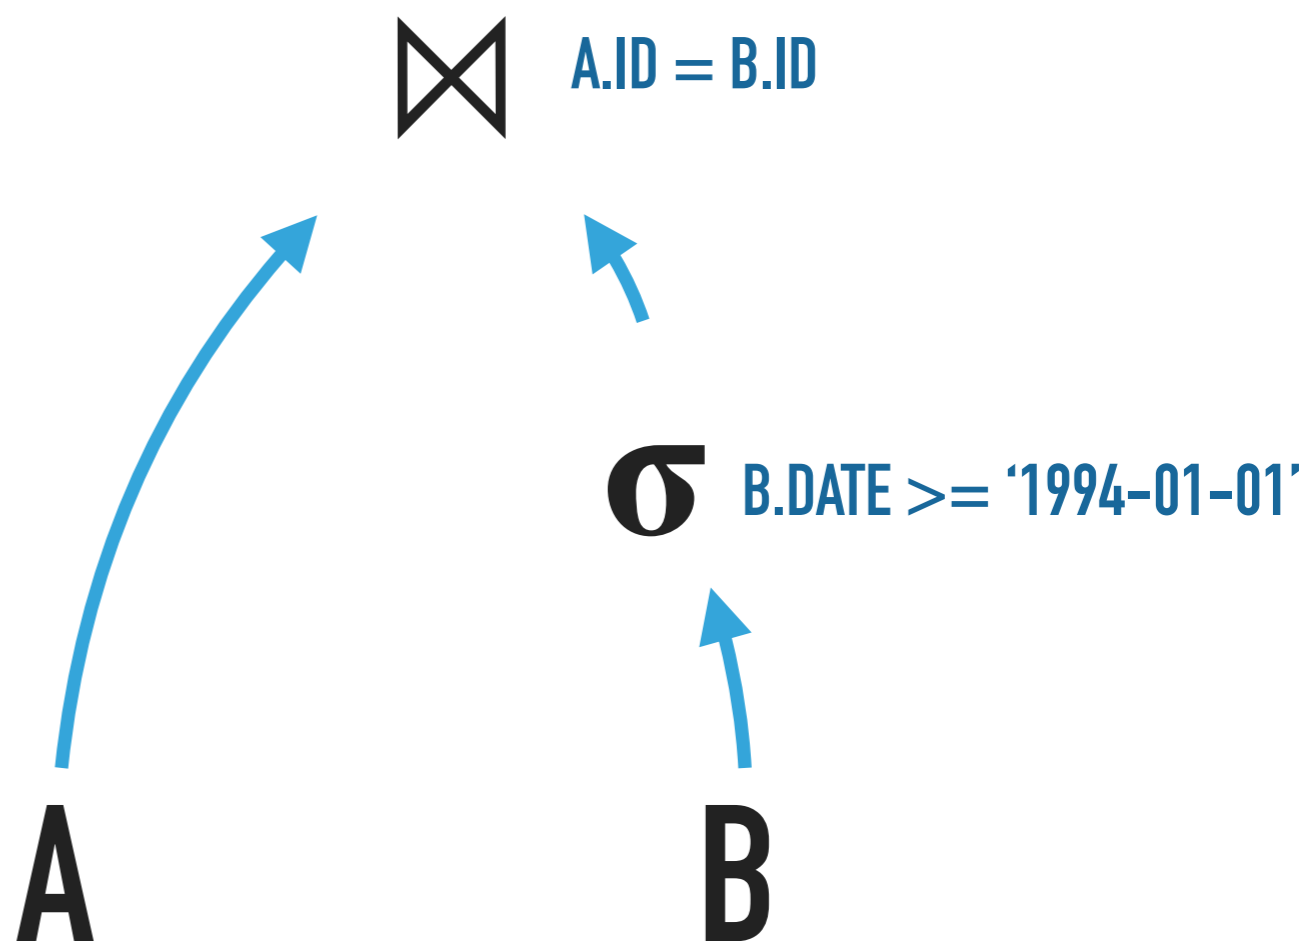 ⋈ A.ID = B.ID
σ B.DATE >= ‘1994-01-01’
A B